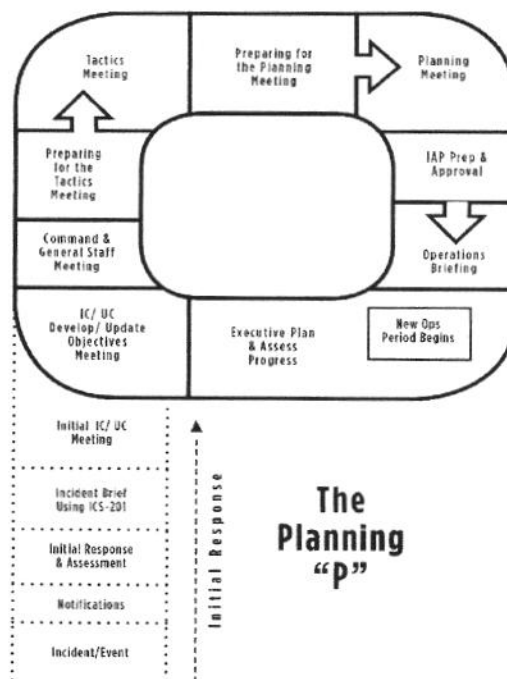 Tactics
Meeting
Preparing for
the Planning
Meeting
Planning
Meeting
Preparing
for the
Tactics
Meeting
IAP Prep &
Approval
Command &
General Staff
Meeting
Operations
Briefing
IC/ UC
Develop/ Update
Objectives
Meeting
Executive Plan
& Assess
Progress
New Ops
Period Begins
Initial IC/ UC
Meeting
Incident Brief
Using ICS-201
Initial Response
& Assessment
Notifications
Incident/Event
Initial Response
The
Planning
“P”